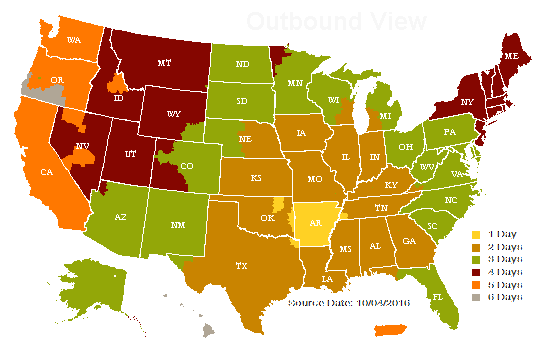 Outbound View
WA
OR
CA
ID
NV
MT
WY
UT
AZ
CO
NM
ND
SD
NE
KS
OK
TX
MN
IA
MO
AR
LA
WI
IL
MI
IN
OH
KY
TN
MS
AL
GA
FL
SC
NC
VA
WV
PA
NY
ME
1 Day
2 Days
3 Days
4 Days
5 Days
6 Days
Source Date: 10/04/2016